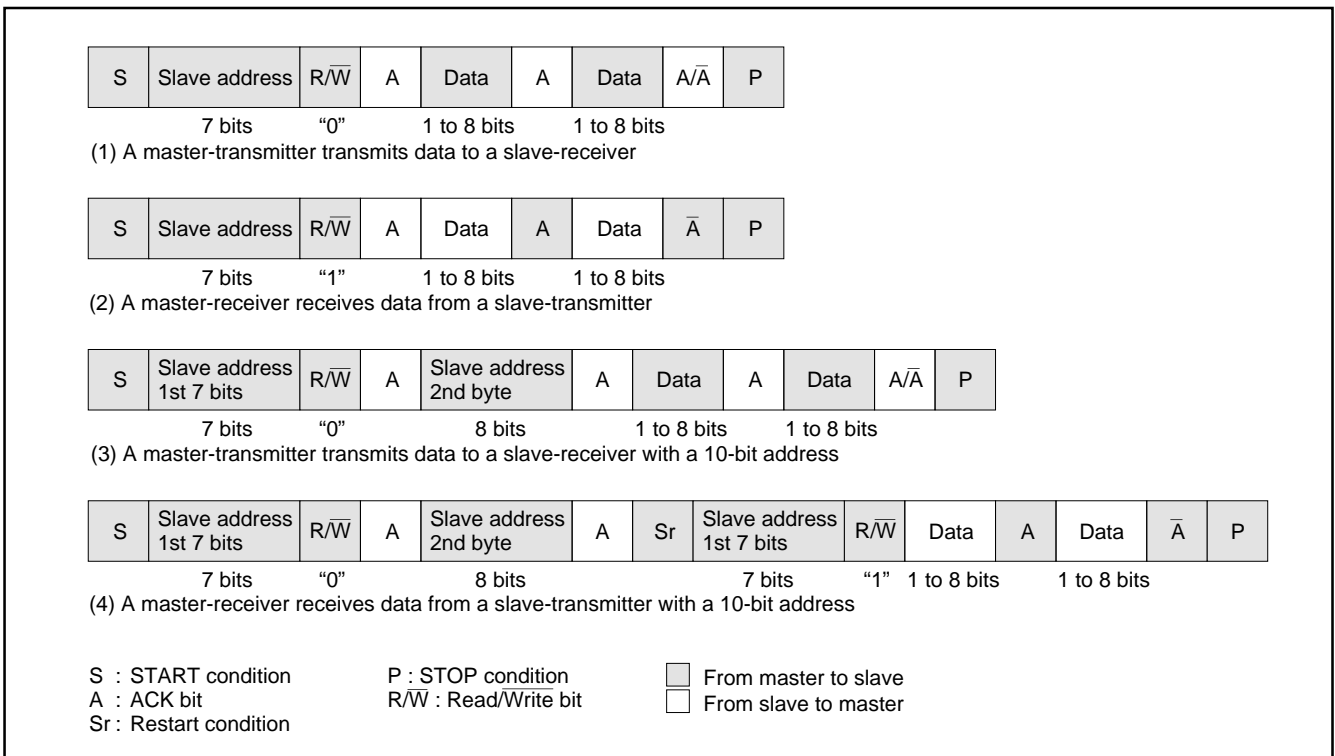 S Slave address R/W̅ A Data A Data A/A̅ P
7 bits “0” 1 to 8 bits 1 to 8 bits
(1) A master-transmitter transmits data to a slave-receiver
S Slave address R/W̅ A Data A Data A̅ P
7 bits “1” 1 to 8 bits 1 to 8 bits
(2) A master-receiver receives data from a slave-transmitter
S Slave address 1st 7 bits R/W̅ A Slave address 2nd byte A Data A Data A/A̅ P
7 bits “0” 8 bits 1 to 8 bits 1 to 8 bits
(3) A master-transmitter transmits data to a slave-receiver with a 10-bit address
S Slave address 1st 7 bits R/W̅ A Slave address 2nd byte A Sr Slave address 1st 7 bits R/W̅ Data A Data A̅ P
7 bits “0” 8 bits 7 bits “1” 1 to 8 bits 1 to 8 bits
(4) A master-receiver receives data from a slave-transmitter with a 10-bit address
S : START condition
A : ACK bit
Sr : Restart condition
P : STOP condition
R/W̅ : Read/W̅r̅i̅t̅e̅ bit
From master to slave
From slave to master